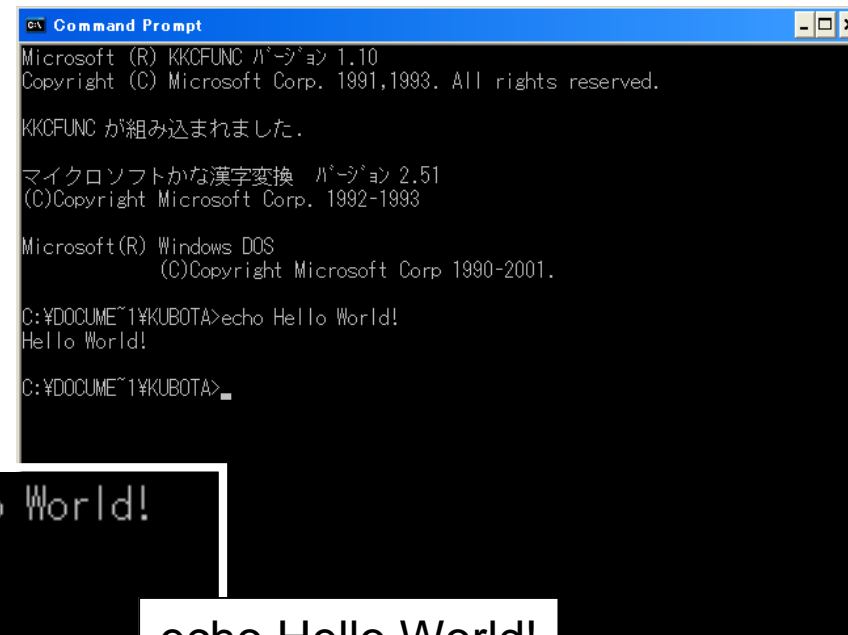 Command Prompt
Microsoft (R) KKCFUNC ﾊﾞｰｼﾞｮﾝ 1.10
Copyright (C) Microsoft Corp. 1991,1993. All rights reserved.
KKCFUNC が組み込まれました.
マイクロソフトかな漢字変換 ﾊﾞｰｼﾞｮﾝ 2.51
(C)Copyright Microsoft Corp. 1992-1993
Microsoft(R) Windows DOS
(C)Copyright Microsoft Corp 1990-2001.
C:¥DOCUME~1¥KUBOTA>echo Hello World!
Hello World!
C:¥DOCUME~1¥KUBOTA>
World!
echo Hello World!